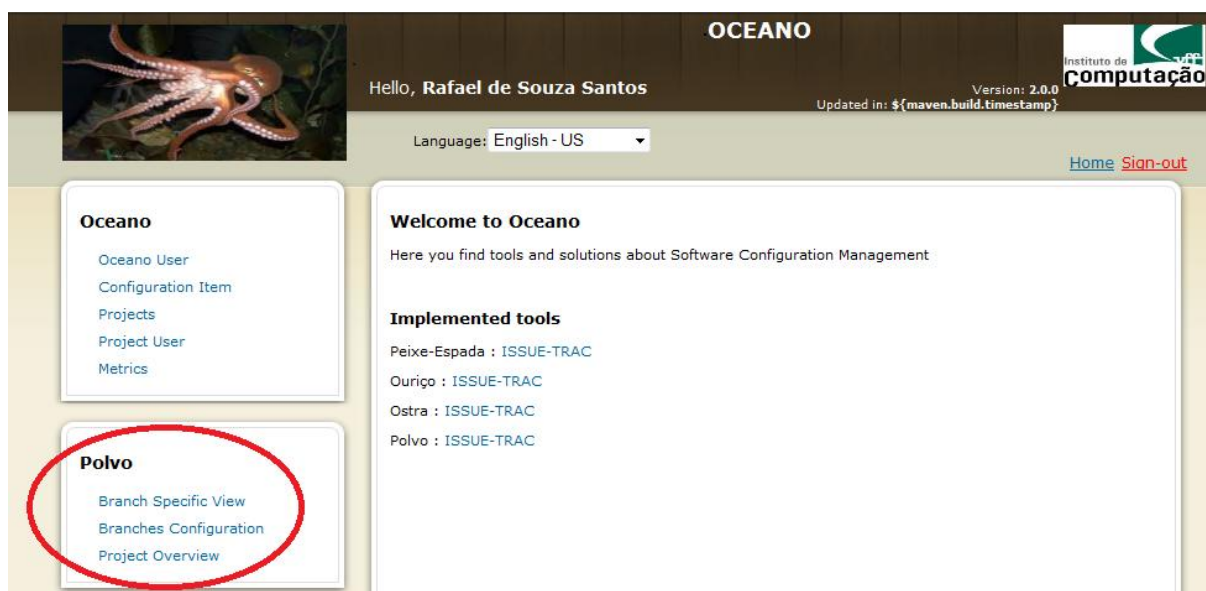 OCEANO
Instituto de
Computação
uff
Hello, Rafael de Souza Santos
Version: 2.0.0
Updated in: ${maven.build.timestamp}
Language: English - US
Home Sign-out
Oceano
Oceano User
Configuration Item
Projects
Project User
Metrics
Polvo
Branch Specific View
Branches Configuration
Project Overview
Welcome to Oceano
Here you find tools and solutions about Software Configuration Management
Implemented tools
Peixe-Espada : ISSUE-TRAC
Ouriço : ISSUE-TRAC
Ostra : ISSUE-TRAC
Polvo : ISSUE-TRAC